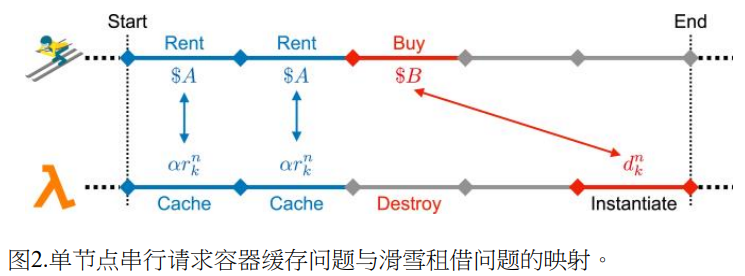 Start End
Rent Rent Buy
$A $A $B
αr_k^n αr_k^n d_k^n
λ
Cache Cache Destroy Instantiate
图2.单节点串行请求容器缓存问题与滑雪租借问题的映射。